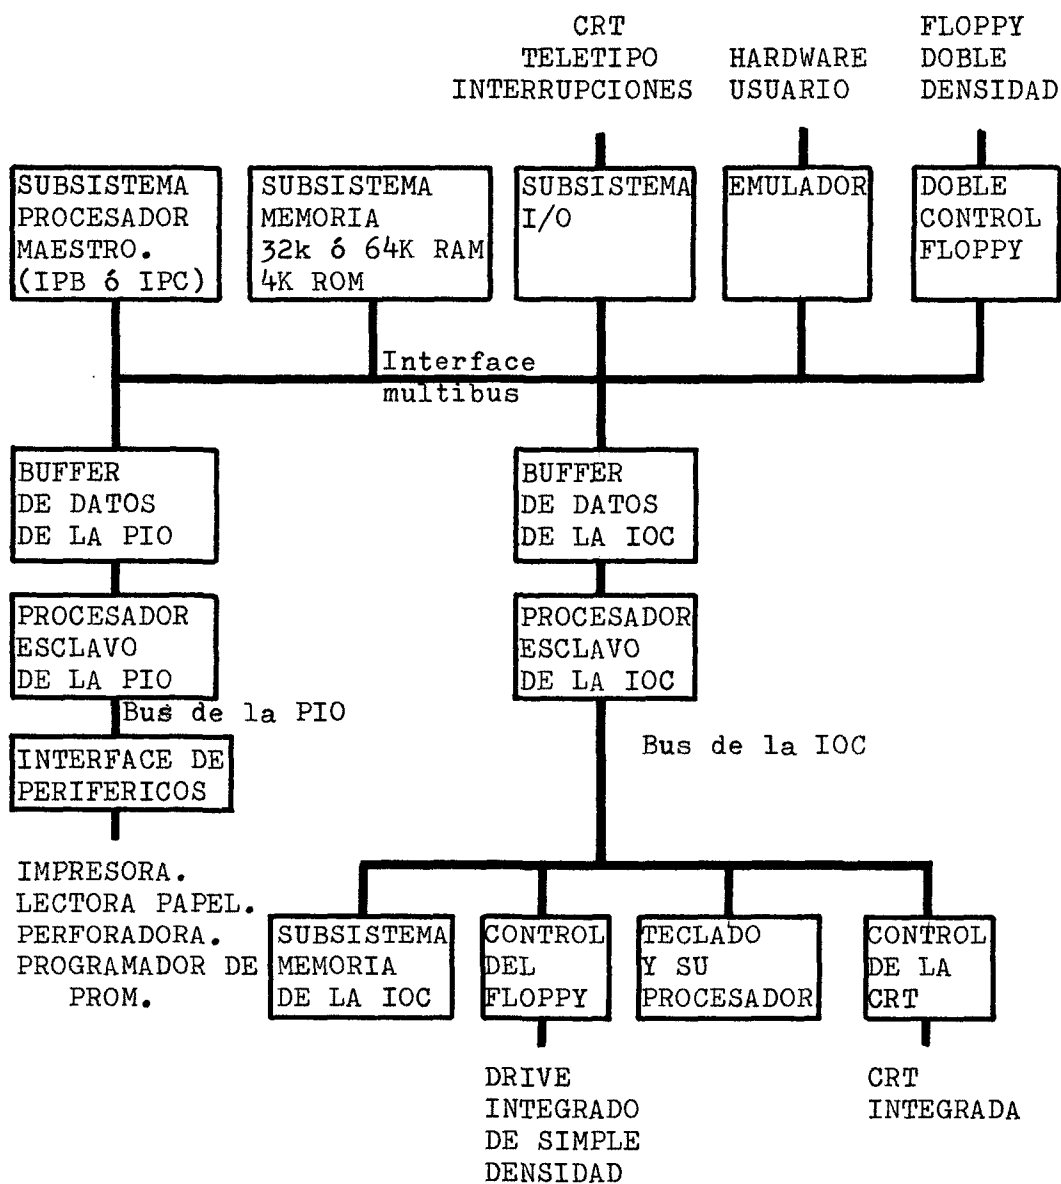 CRT
TELETIPO
INTERRUPCIONES
HARDWARE
USUARIO
FLOPPY
DOBLE
DENSIDAD
SUBSISTEMA
PROCESADOR
MAESTRO.
(IPB ó IPC)
SUBSISTEMA
MEMORIA
32k ó 64K RAM
4K ROM
SUBSISTEMA
I/O
EMULADOR
DOBLE
CONTROL
FLOPPY
Interface
multibus
BUFFER
DE DATOS
DE LA PIO
BUFFER
DE DATOS
DE LA IOC
PROCESADOR
ESCLAVO
DE LA PIO
PROCESADOR
ESCLAVO
DE LA IOC
Bus de la PIO
Bus de la IOC
INTERFACE DE
PERIFERICOS
IMPRESORA.
LECTORA PAPEL.
PERFORADORA.
PROGRAMADOR DE
PROM.
SUBSISTEMA
MEMORIA
DE LA IOC
CONTROL
DEL
FLOPPY
TECLADO
Y SU
PROCESADOR
CONTROL
DE LA
CRT
DRIVE
INTEGRADO
DE SIMPLE
DENSIDAD
CRT
INTEGRADA